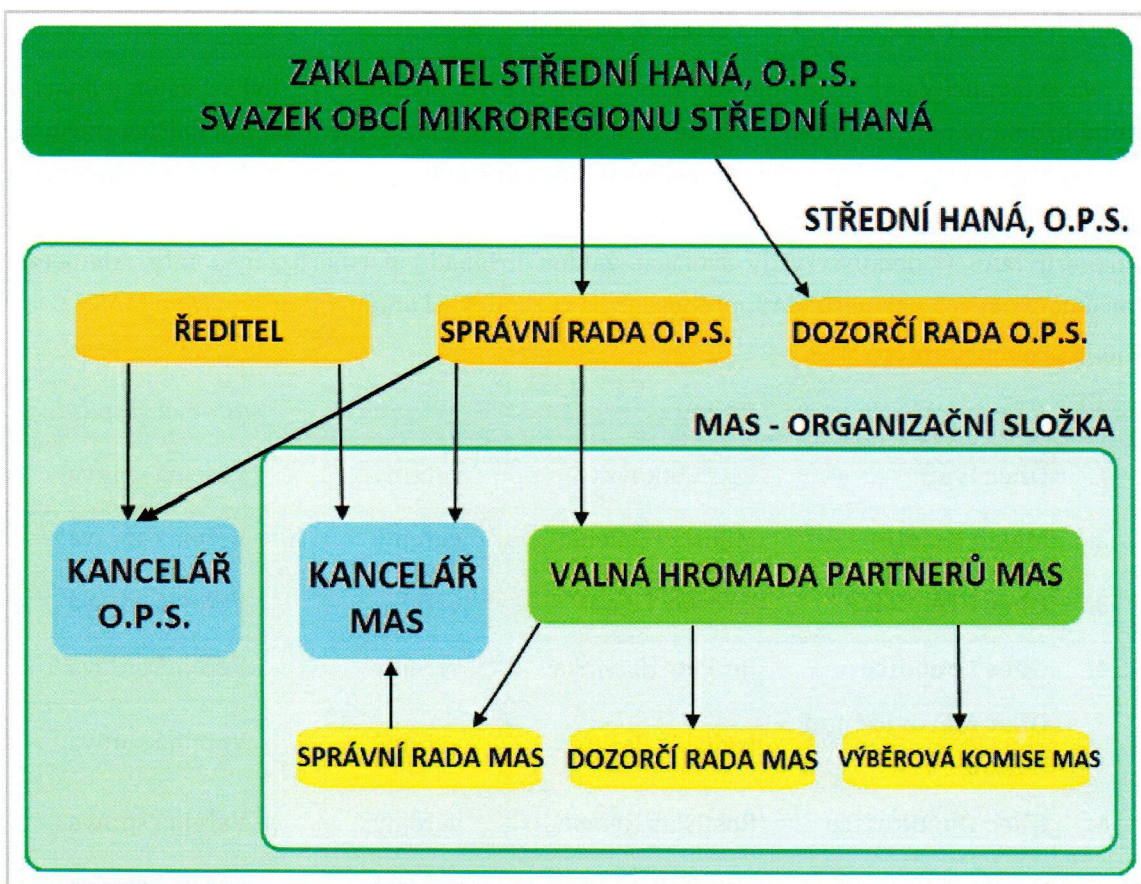 ZAKLADATEL STŘEDNÍ HANÁ, O.P.S.
SVAZEK OBCÍ MIKROREGIONU STŘEDNÍ HANÁ
STŘEDNÍ HANÁ, O.P.S.
ŘEDITEL
SPRÁVNÍ RADA O.P.S.
DOZORČÍ RADA O.P.S.
MAS - ORGANIZAČNÍ SLOŽKA
KANCELÁŘ
O.P.S.
KANCELÁŘ
MAS
VALNÁ HROMADA PARTNERŮ MAS
SPRÁVNÍ RADA MAS
DOZORČÍ RADA MAS
VÝBĚROVÁ KOMISE MAS